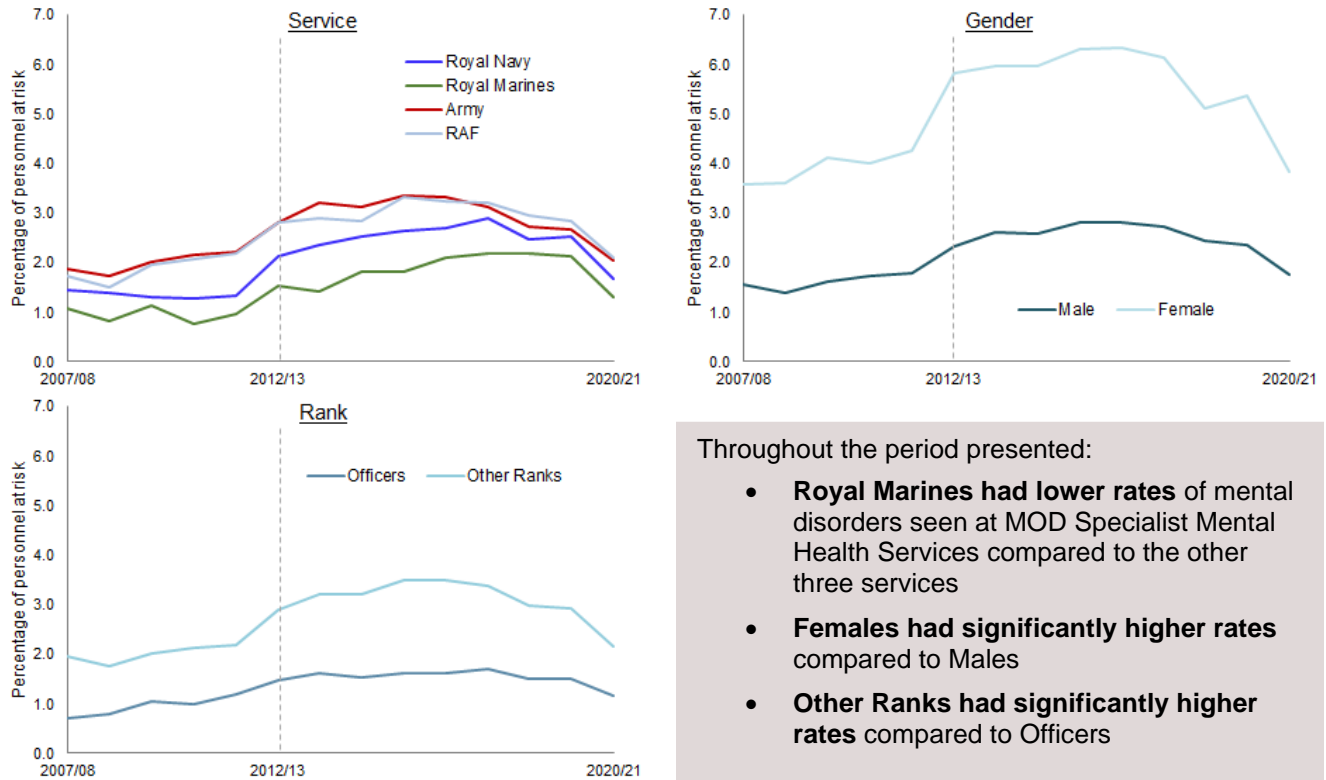 Service
Percentage of personnel at risk
7.0
6.0
5.0
4.0
3.0
2.0
1.0
0.0
Royal Navy
Royal Marines
Army
RAF
2007/08
2012/13
2020/21
Gender
Percentage of personnel at risk
7.0
6.0
5.0
4.0
3.0
2.0
1.0
0.0
Male
Female
2007/08
2012/13
2020/21
Rank
Percentage of personnel at risk
7.0
6.0
5.0
4.0
3.0
2.0
1.0
0.0
Officers
Other Ranks
2007/08
2012/13
2020/21
Throughout the period presented:
• Royal Marines had lower rates of mental
disorders seen at MOD Specialist Mental
Health Services compared to the other
three services
• Females had significantly higher rates
compared to Males
• Other Ranks had significantly higher
rates compared to Officers